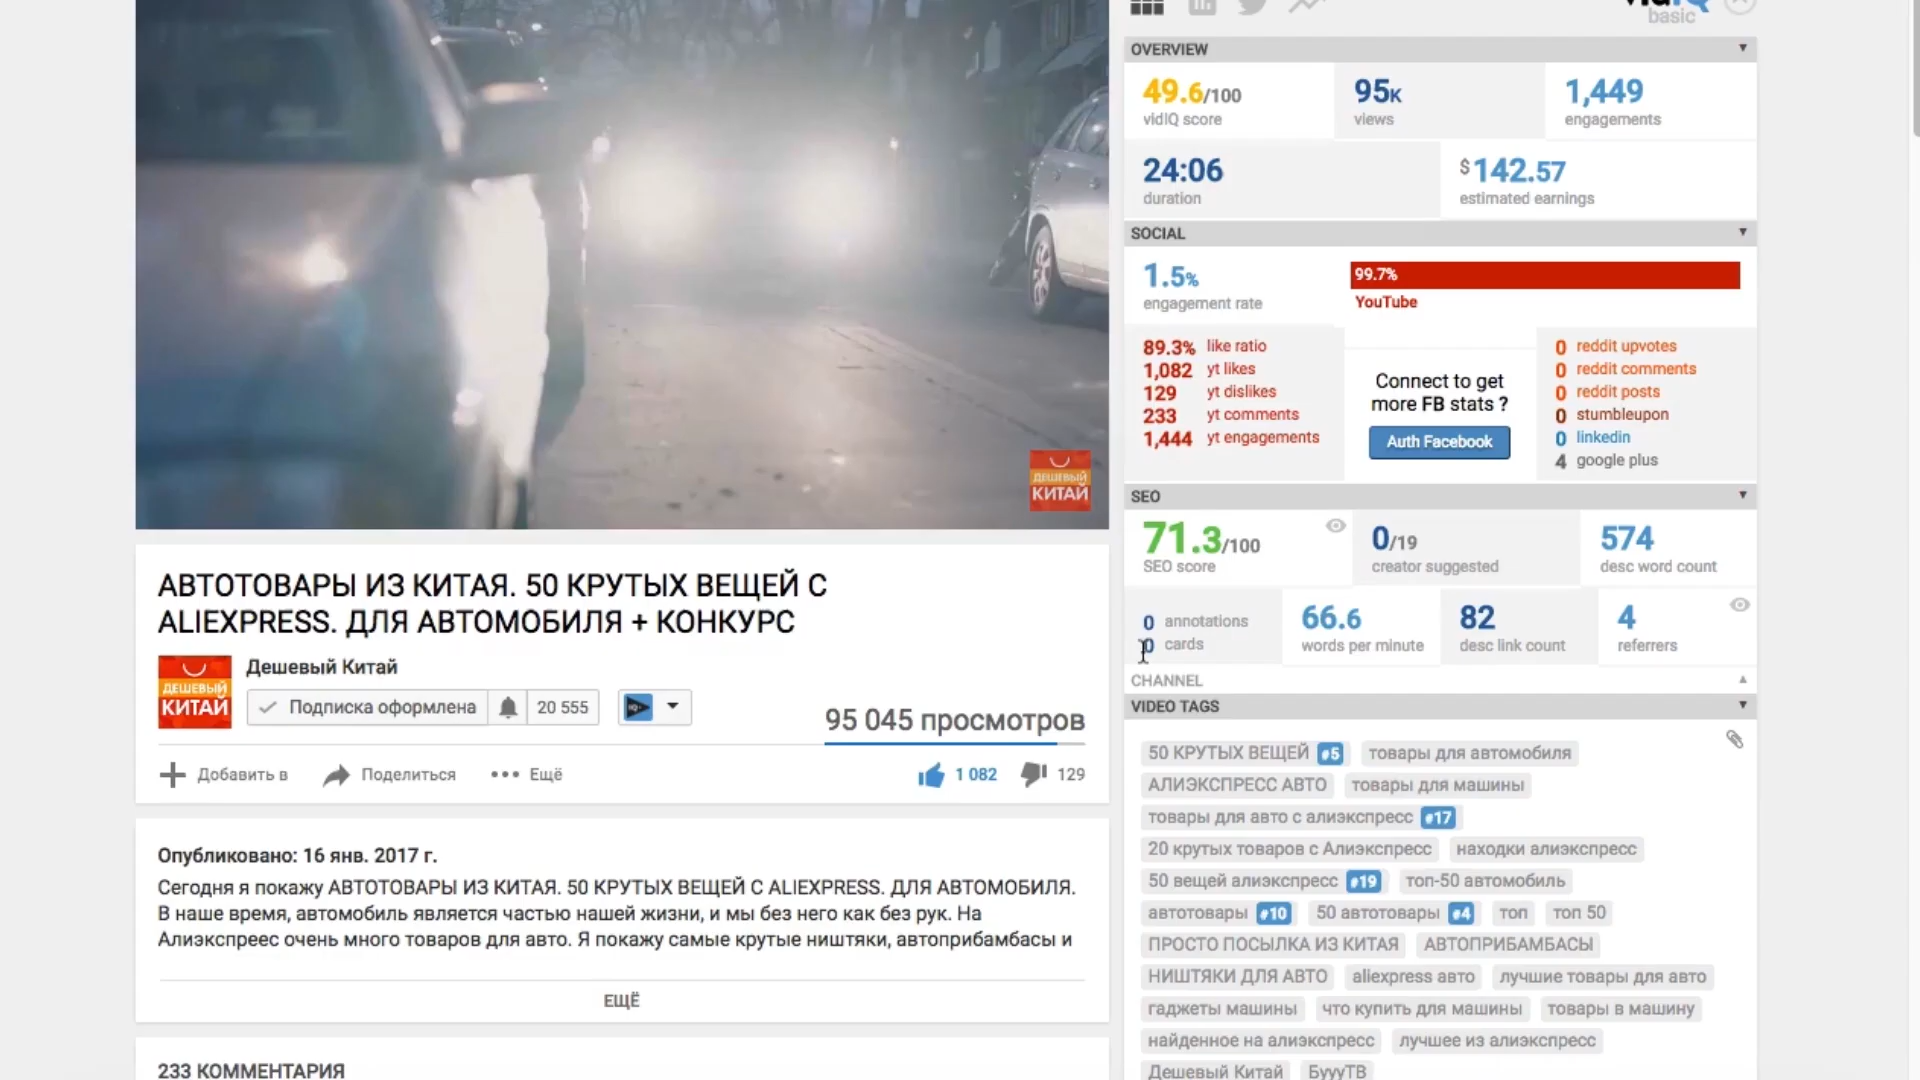 ДЕШЕВЫЙ
КИТАЙ
АВТОТОВАРЫ ИЗ КИТАЯ. 50 КРУТЫХ ВЕЩЕЙ С
ALIEXPRESS. ДЛЯ АВТОМОБИЛЯ + КОНКУРС
ДЕШЕВЫЙ
КИТАЙ
Дешевый Китай
Подписка оформлена
20 555
95 045 просмотров
Добавить в
Поделиться
Ещё
1 082
129
Опубликовано: 16 янв. 2017 г.
Сегодня я покажу АВТОТОВАРЫ ИЗ КИТАЯ. 50 КРУТЫХ ВЕЩЕЙ С ALIEXPRESS. ДЛЯ АВТОМОБИЛЯ.
В наше время, автомобиль является частью нашей жизни, и мы без него как без рук. На
Алиэкспреес очень много товаров для авто. Я покажу самые крутые ништяки, автоприбамбасы и
ЕЩЁ
233 КОММЕНТАРИЯ
basic
OVERVIEW
49.6/100
vidIQ score
95K
views
1,449
engagements
24:06
duration
$142.57
estimated earnings
SOCIAL
1.5%
engagement rate
99.7%
YouTube
89.3% like ratio
1,082 yt likes
129 yt dislikes
233 yt comments
1,444 yt engagements
Connect to get
more FB stats ?
Auth Facebook
0 reddit upvotes
0 reddit comments
0 reddit posts
0 stumbleupon
0 linkedin
4 google plus
SEO
71.3/100
SEO score
0/19
creator suggested
574
desc word count
0 annotations
0 cards
66.6
words per minute
82
desc link count
4
referrers
CHANNEL
VIDEO TAGS
50 КРУТЫХ ВЕЩЕЙ #5 товары для автомобиля
АЛИЭКСПРЕСС АВТО товары для машины
товары для авто с алиэкспресс #17
20 крутых товаров с Алиэкспресс находки алиэкспресс
50 вещей алиэкспресс #19 топ-50 автомобиль
автотовары #10 50 автотовары #4 топ топ 50
ПРОСТО ПОСЫЛКА ИЗ КИТАЯ АВТОПРИБАМБАСЫ
НИШТЯКИ ДЛЯ АВТО aliexpress авто лучшие товары для авто
гаджеты машины что купить для машины товары в машину
найденное на алиэкспресс лучшее из алиэкспресс
Дешевый Китай БуууТВ